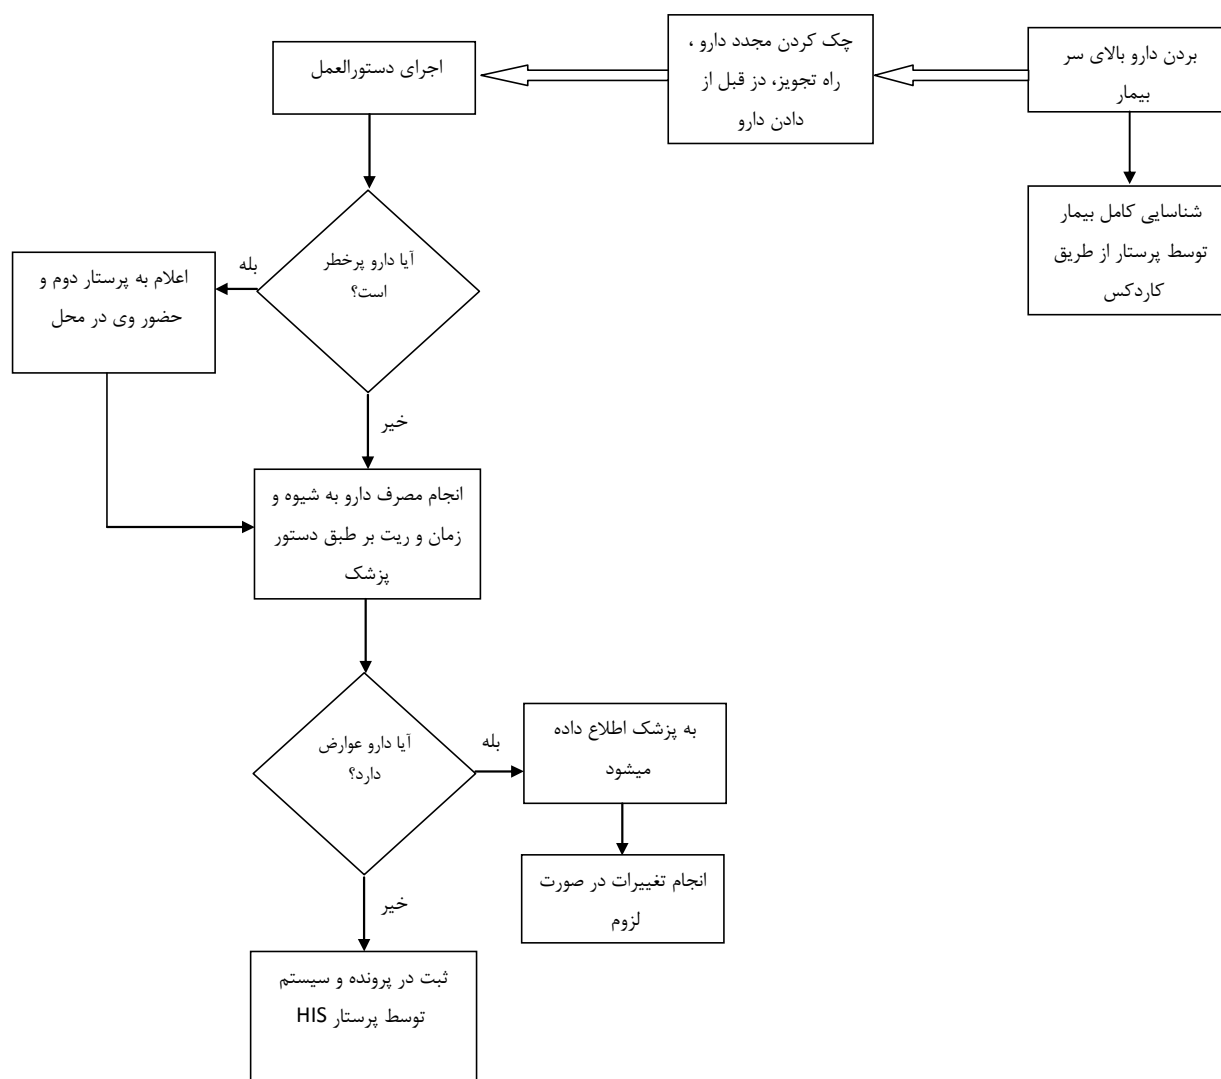 بردن دارو بالای سر
بیمار
چک کردن مجدد دارو ،
راه تجویز، دز قبل از
دادن دارو
اجرای دستورالعمل
شناسایی کامل بیمار
توسط پرستار از طریق
کاردکس
آیا دارو پرخطر
است؟
بله
اعلام به پرستار دوم و
حضور وی در محل
خیر
انجام مصرف دارو به شیوه و
زمان و ریت بر طبق دستور
پزشک
آیا دارو عوارض
دارد؟
بله
به پزشک اطلاع داده
میشود
انجام تغییرات در صورت
لزوم
خیر
ثبت در پرونده و سیستم
HIS توسط پرستار